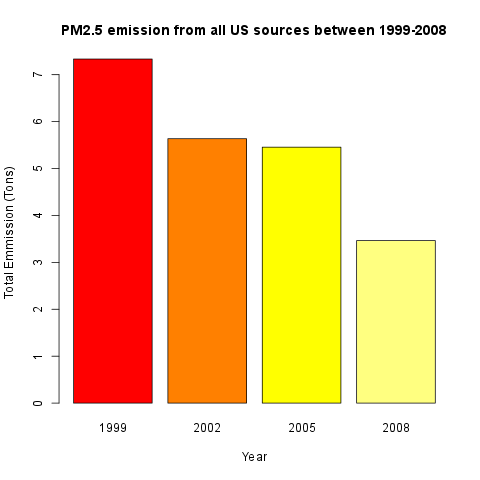 PM2.5 emission from all US sources between 1999-2008
Total Emmission (Tons)
7
6
5
4
3
2
1
0
1999 2002 2005 2008
Year